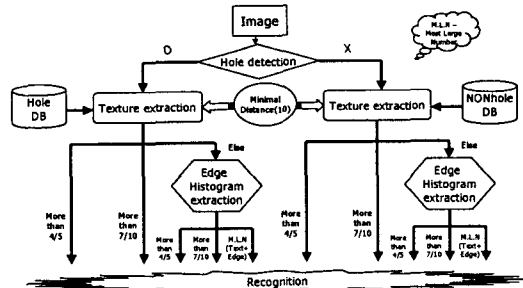 Image
M.L.N –
Most Large
Number
O
X
Hole detection
Hole
DB
Texture extraction
Minimal
Distance(10)
Texture extraction
NONhole
DB
Else
Else
Edge
Histogram
extraction
Edge
Histogram
extraction
More
than
4/5
More
than
7/10
More
than
4/5
More
than
7/10
M.L.N
(Text+
Edge)
More
than
4/5
More
than
7/10
More
than
4/5
More
than
7/10
M.L.N
(Text+
Edge)
Recognition